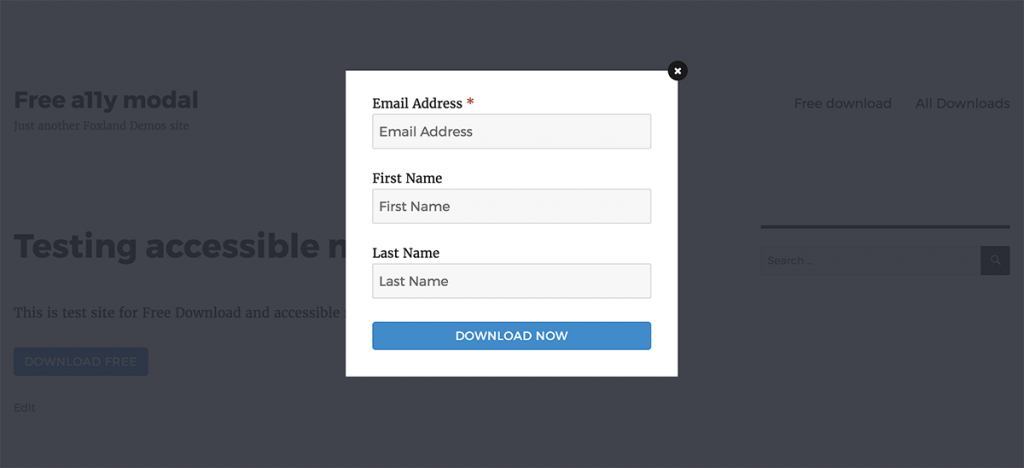 Free a11y modal
Just another Foxland Demos site
Free download
All Downloads
Email Address *
Email Address
First Name
First Name
Last Name
Last Name
DOWNLOAD NOW
Testing accessible
This is test site for Free Download and accessible
DOWNLOAD FREE
Edit
Search ...